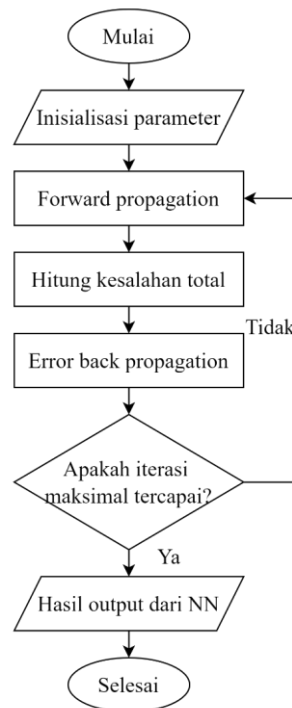 Mulai
Inisialisasi parameter
Forward propagation
Hitung kesalahan total
Tidak
Error back propagation
Apakah iterasi
maksimal tercapai?
Ya
Hasil output dari NN
Selesai